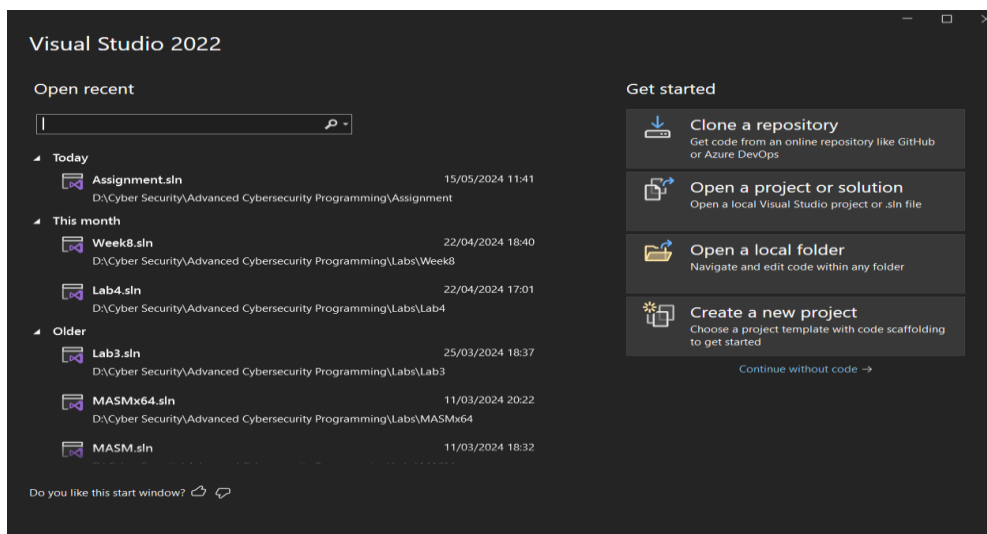 Visual Studio 2022
Open recent
Today
Assignment.sln 15/05/2024 11:41
D:\Cyber Security\Advanced Cybersecurity Programming\Assignment
This month
Week8.sln 22/04/2024 18:40
D:\Cyber Security\Advanced Cybersecurity Programming\Labs\Week8
Lab4.sln 22/04/2024 17:01
D:\Cyber Security\Advanced Cybersecurity Programming\Labs\Lab4
Older
Lab3.sln 25/03/2024 18:37
D:\Cyber Security\Advanced Cybersecurity Programming\Labs\Lab3
MASMx64.sln 11/03/2024 20:22
D:\Cyber Security\Advanced Cybersecurity Programming\Labs\MASMx64
MASM.sln 11/03/2024 18:32
Do you like this start window?
Get started
Clone a repository
Get code from an online repository like GitHub
or Azure DevOps
Open a project or solution
Open a local Visual Studio project or .sln file
Open a local folder
Navigate and edit code within any folder
Create a new project
Choose a project template with code scaffolding
to get started
Continue without code →